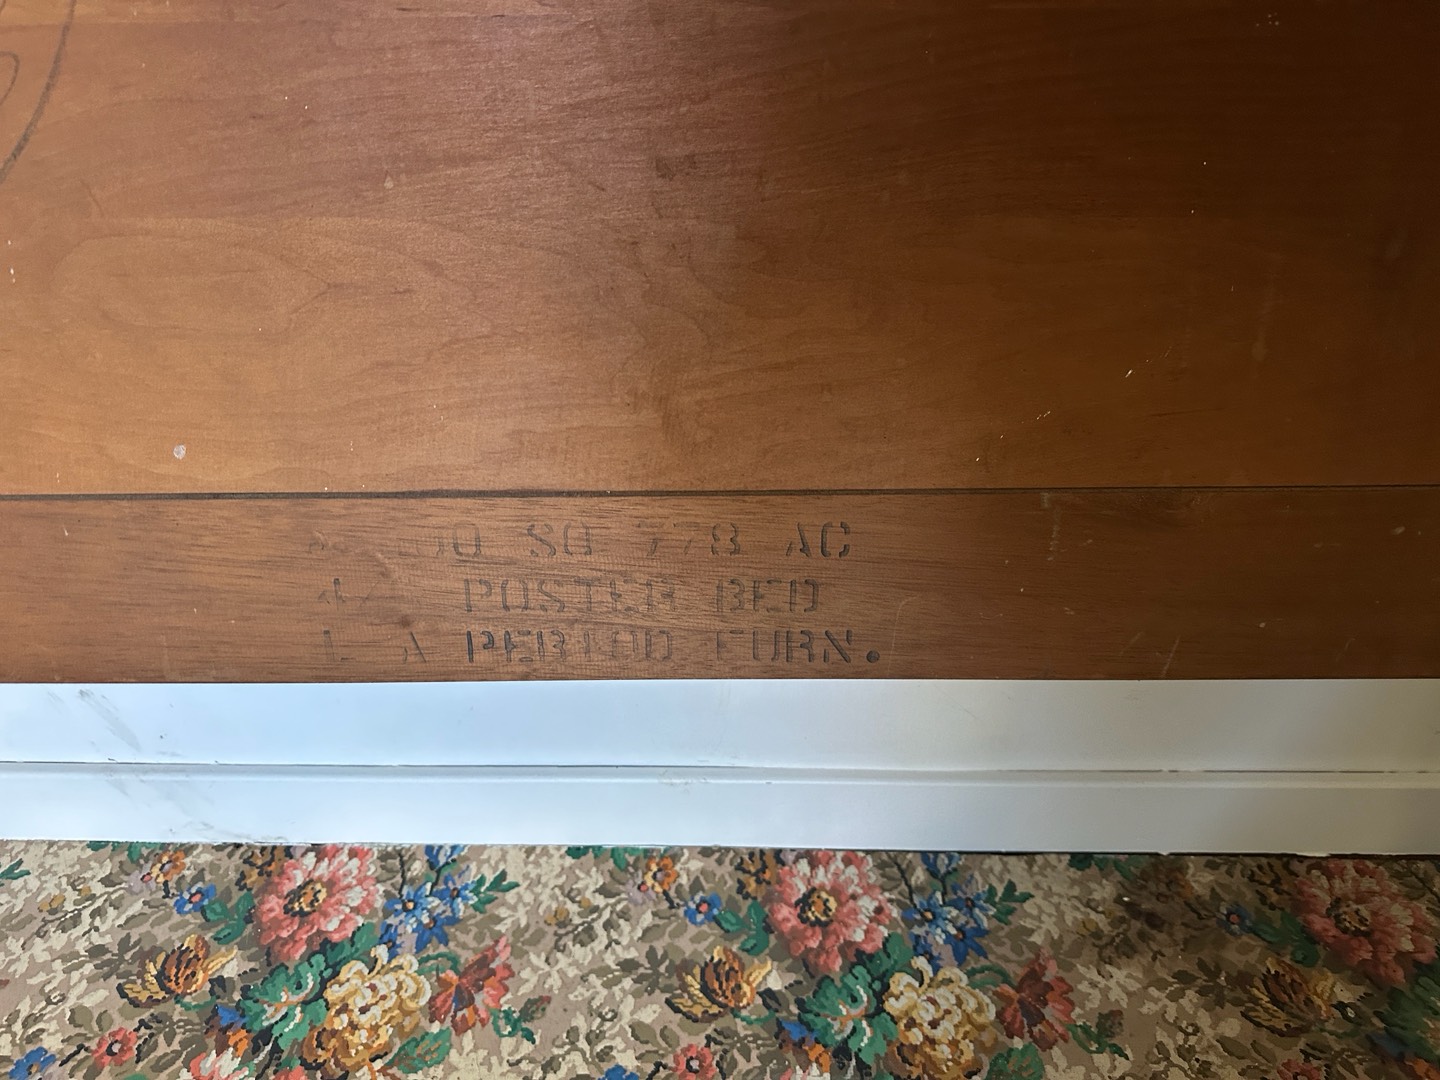 SO 778 AC
POSTER BED
L A PERIOD FURN.